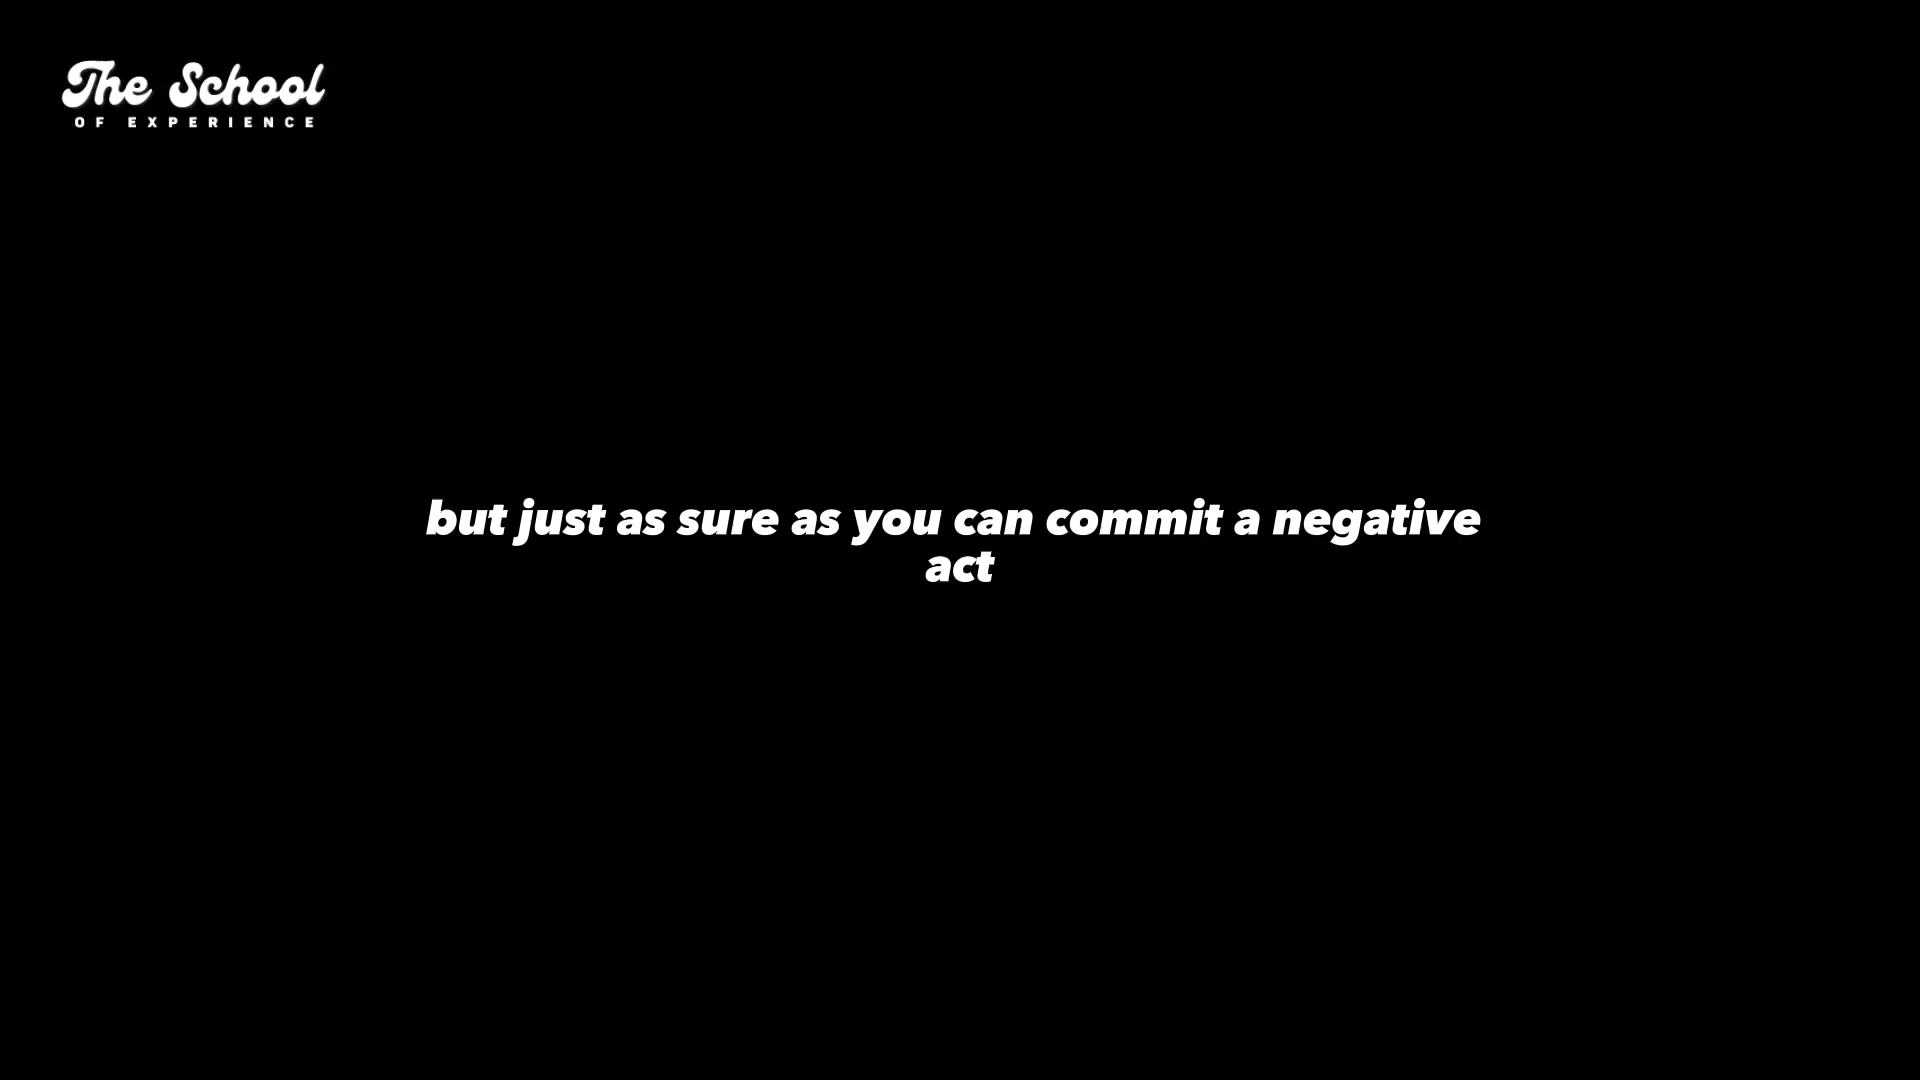 The School
OF EXPERIENCE
but just as sure as you can commit a negative
act